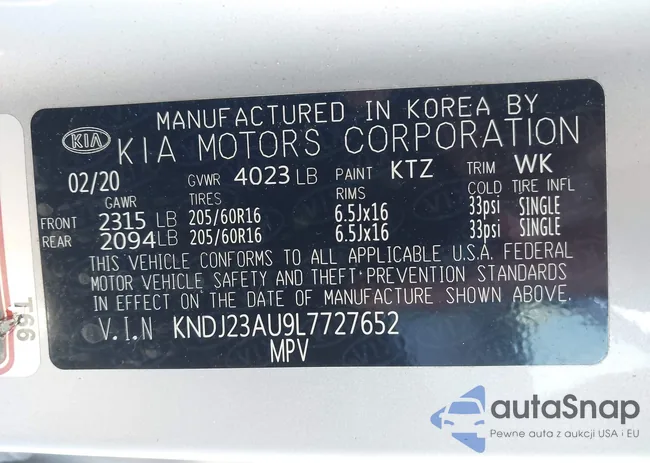 MANUFACTURED IN KOREA BY
KIA KIA MOTORS CORPORATION
02/20 GVWR 4023 LB PAINT KTZ TRIM WK
GAWR TIRES RIMS COLD TIRE INFL
FRONT 2315 LB 205/60R16 6.5Jx16 33psi SINGLE
REAR 2094 LB 205/60R16 6.5Jx16 33psi SINGLE
THIS VEHICLE CONFORMS TO ALL APPLICABLE U.S.A. FEDERAL
MOTOR VEHICLE SAFETY AND THEFT PREVENTION STANDARDS
IN EFFECT ON THE DATE OF MANUFACTURE SHOWN ABOVE.
V.I.N KNDJ23AU9L7727652
MPV
autaSnap
Pewne auta z aukcji USA i EU